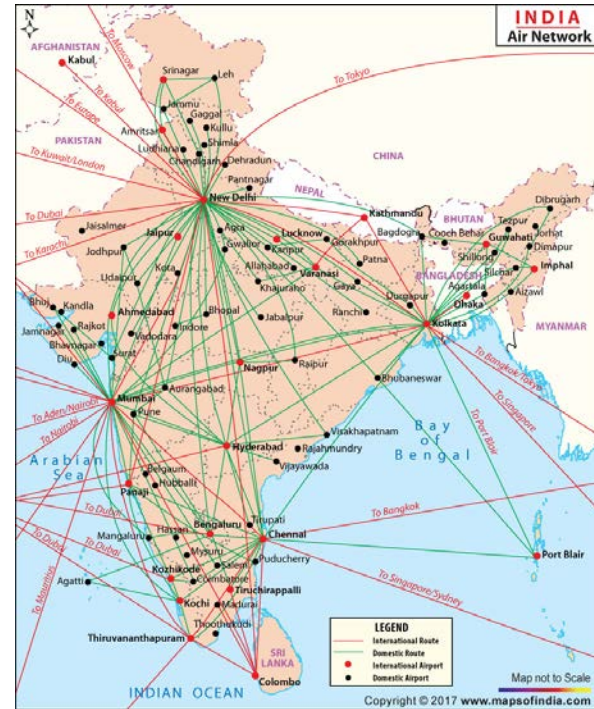 INDIA
Air Network
N
AFGHANISTAN
Kabul
To Moscow
To Kabul
To Europe
To Kuwait/London
To Dubai
To Karachi
To Tokyo
PAKISTAN
CHINA
NEPAL
BHUTAN
BANGLADESH
MYANMAR
Srinagar
Leh
Jammu
Gaggal
Kullu
Amritsar
Shimla
Ludhiana
Chandigarh
Dehradun
Pantnagar
New Delhi
Kathmandu
Bagdogra
Cooch Behar
Dibrugarh
Tezpur
Jorhat
Guwahati
Dimapur
Shillong
Silchar
Imphal
Agartala
Aizawl
Dhaka
Jaisalmer
Jaipur
Agra
Lucknow
Gwalior
Kanpur
Gorakhpur
Jodhpur
Kota
Allahabad
Varanasi
Patna
Udaipur
Khajuraho
Gaya
Durgapur
Bhuj
Kandla
Ahmedabad
Bhopal
Jabalpur
Ranchi
Kolkata
Jamnagar
Rajkot
Vadodara
Indore
Bhavnagar
Diu
Surat
Nagpur
Raipur
Bhubaneswar
To Bangkok/Tokyo
To Singapore
To Port Blair
Mumbai
Aurangabad
Pune
To Aden/Nairobi
To Nairobi
Arabian
Sea
Bay
of
Bengal
Hyderabad
Visakhapatnam
Rajahmundry
Vijayawada
Belgaum
Hubballi
Panaji
To Dubai
To Dubai
To Dubai
To Mauritius
Bengaluru
Tirupati
Chennai
To Bangkok
Mangaluru
Hassan
Mysuru
Salem
Puducherry
Port Blair
To Singapore/Sydney
Kozhikode
Coimbatore
Tiruchirappalli
Agatti
Kochi
Madurai
Thoothukudi
Thiruvananthapuram
SRI
LANKA
Colombo
INDIAN OCEAN
LEGEND
International Route
Domestic Route
International Airport
Domestic Airport
Map not to Scale
Copyright © 2017 www.mapsofindia.com